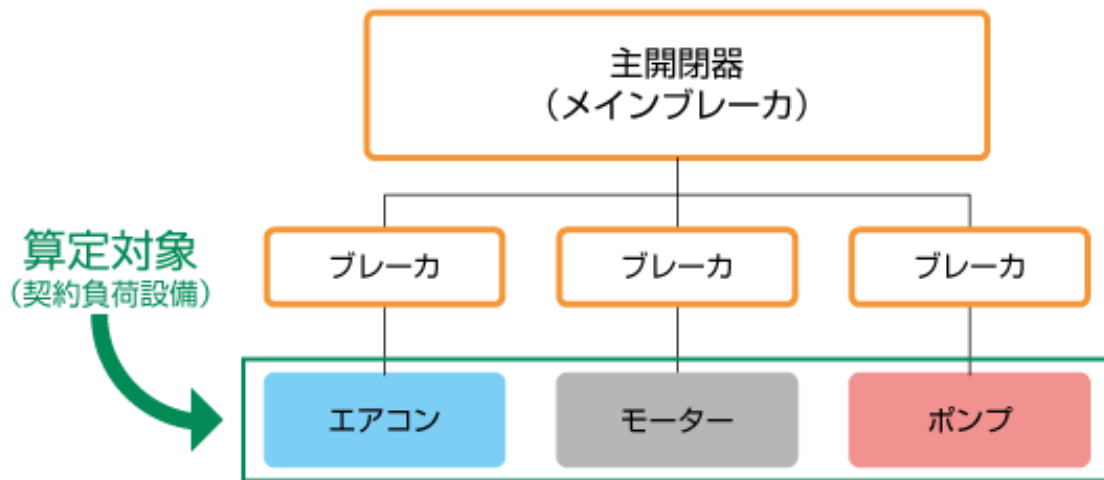 主開閉器
（メインブレーカ）
算定対象
（契約負荷設備）
ブレーカ
ブレーカ
ブレーカ
エアコン
モーター
ポンプ